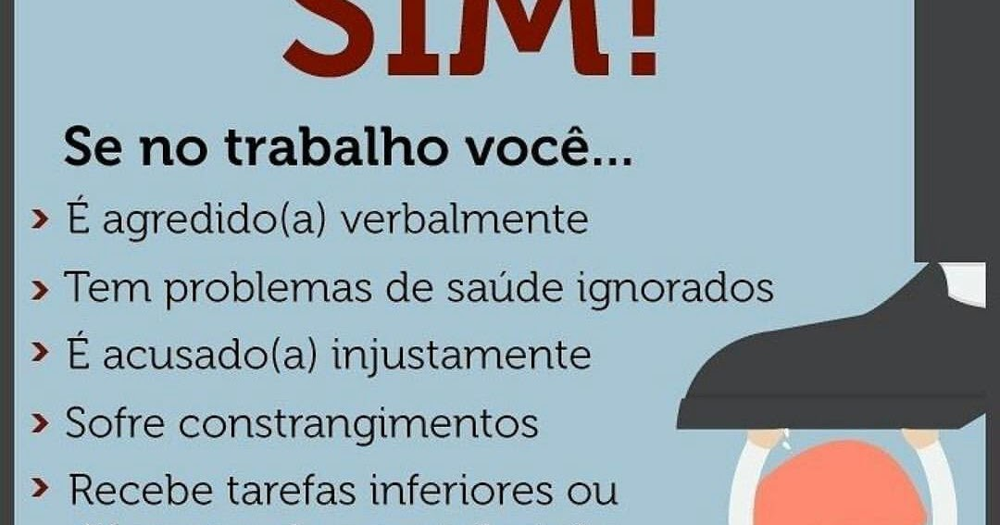 SIM!
Se no trabalho você...
› É agredido(a) verbalmente
› Tem problemas de saúde ignorados
› É acusado(a) injustamente
› Sofre constrangimentos
› Recebe tarefas inferiores ou